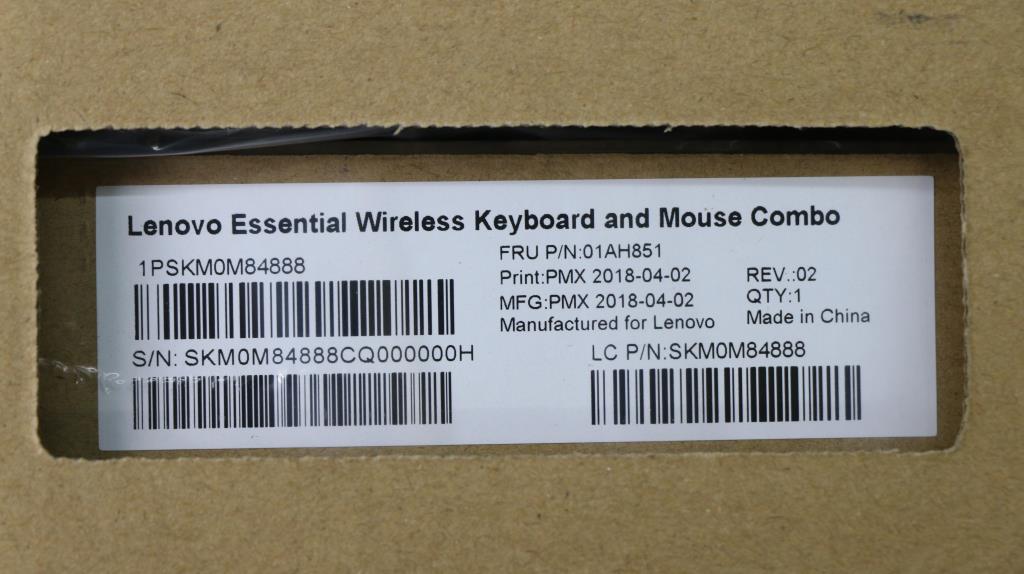 Lenovo Essential Wireless Keyboard and Mouse Combo
1PSKM0M84888
FRU P/N:01AH851
Print:PMX 2018-04-02
REV.:02
MFG:PMX 2018-04-02
QTY:1
Manufactured for Lenovo
Made in China
S/N: SKM0M84888CQ000000H
LC P/N:SKM0M84888